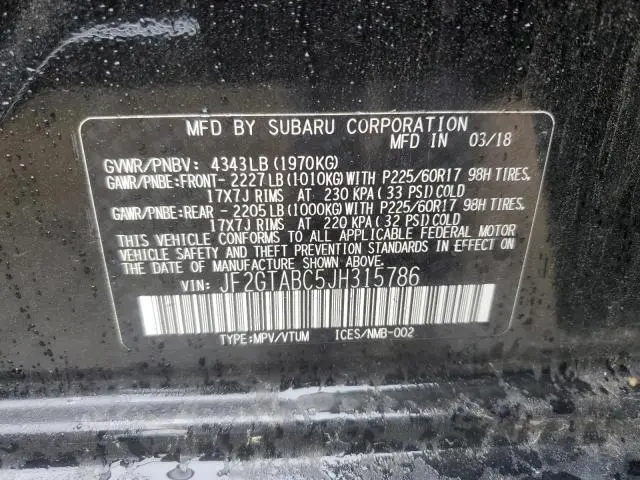 MFD BY SUBARU CORPORATION
MFD IN 03/18
GVWR/PNBV: 4343LB (1970KG)
GAWR/PNBE:FRONT- 2227LB (1010KG) WITH P225/60R17 98H TIRES,
17X7J RIMS AT 230 KPA (33 PSI) COLD
GAWR/PNBE:REAR - 2205LB (1000KG) WITH P225/60R17 98H TIRES,
17X7J RIMS AT 220 KPA (32 PSI) COLD
THIS VEHICLE CONFORMS TO ALL APPLICABLE FEDERAL MOTOR
VEHICLE SAFETY AND THEFT PREVENTION STANDARDS IN EFFECT ON
THE DATE OF MANUFACTURE SHOWN ABOVE.
VIN: JF2GTABC5JH315786
TYPE:MPV/VTUM ICES/NMB-002